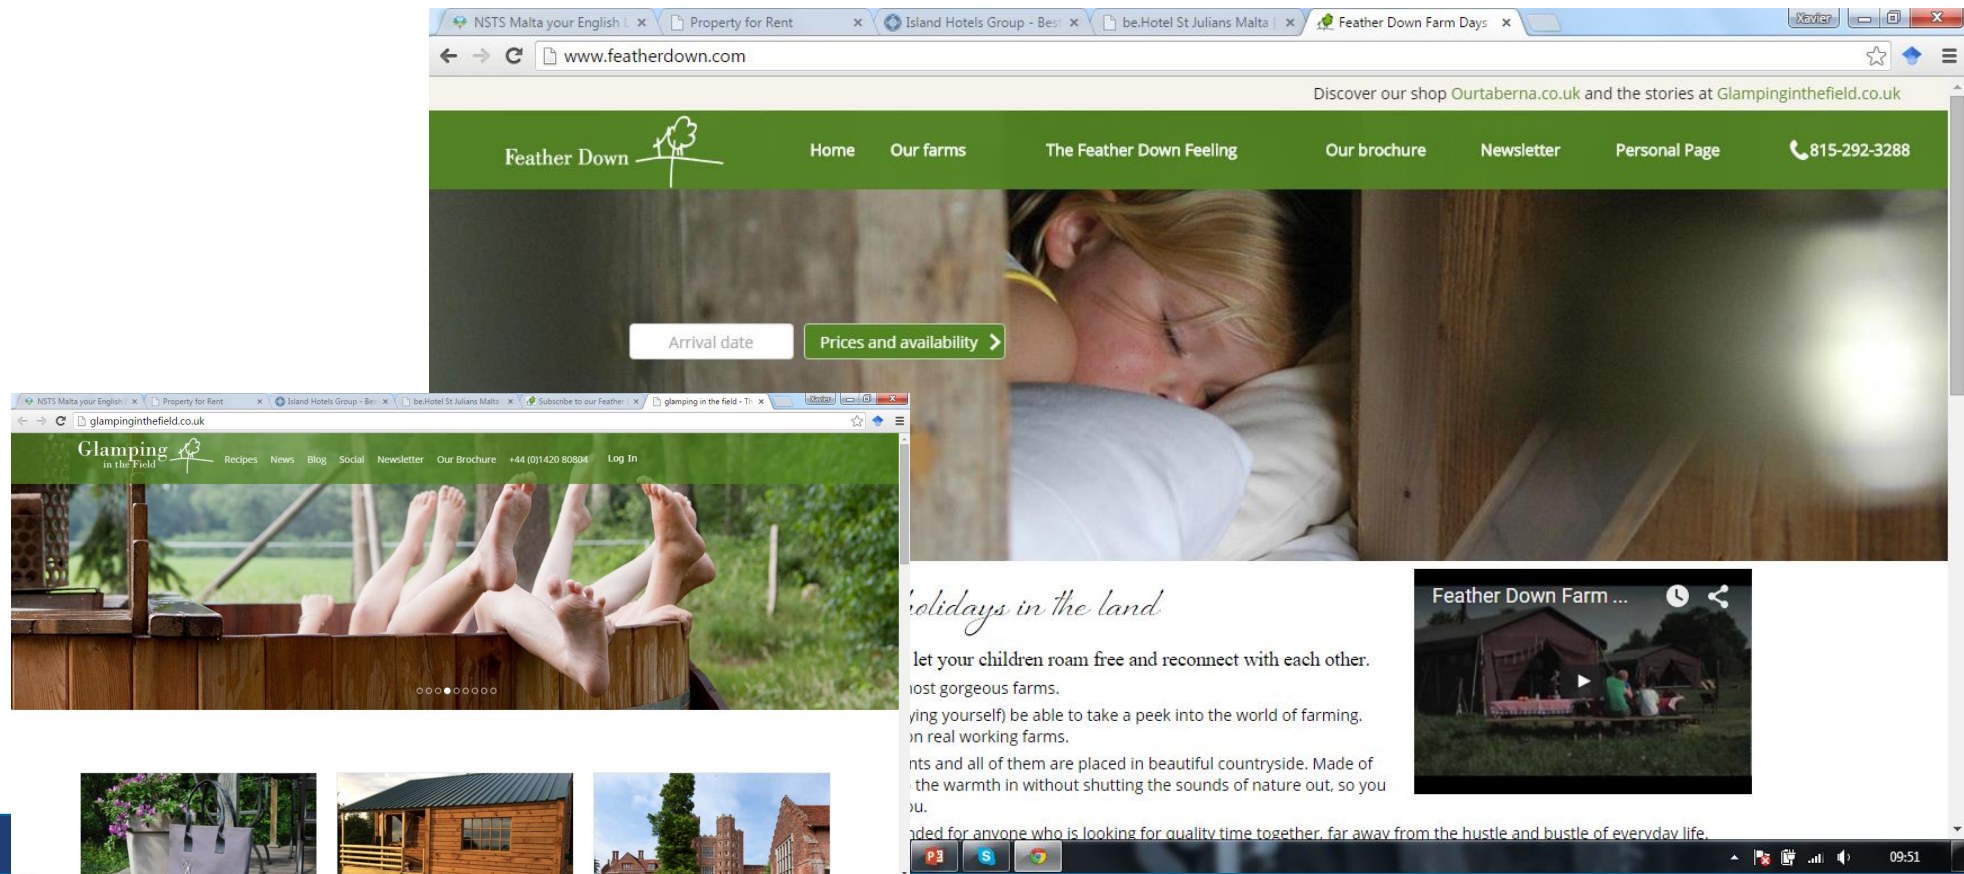 NSTS Malta your English L
Property for Rent
Island Hotels Group - Best
be.Hotel St Julians Malta |
Feather Down Farm Days
Xavier
www.featherdown.com
Discover our shop Ourtaberna.co.uk and the stories at Glampinginthefield.co.uk
Feather Down
Home Our farms The Feather Down Feeling Our brochure Newsletter Personal Page 815-292-3288
Arrival date
Prices and availability
NSTS Malta your English
Property for Rent
Island Hotels Group - Bes
be.Hotel St Julians Malta
Subscribe to our Feather
glamping in the field - Th
Xavier
glampinginthefield.co.uk
Glamping
in the Field
Recipes News Blog Social Newsletter Our Brochure +44 (0)1420 80804 Log In
holidays in the land
let your children roam free and reconnect with each other.
most gorgeous farms.
ying yourself) be able to take a peek into the world of farming.
on real working farms.
nts and all of them are placed in beautiful countryside. Made of
the warmth in without shutting the sounds of nature out, so you
ou.
nded for anyone who is looking for quality time together, far away from the hustle and bustle of everyday life.
Feather Down Farm ...
09:51